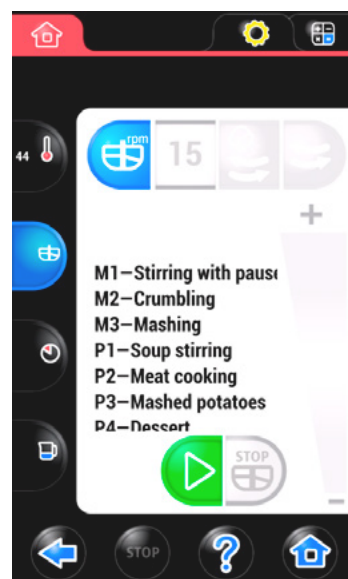 rpm
15
44
M1–Stirring with pause
M2–Crumbling
M3–Mashing
P1–Soup stirring
P2–Meat cooking
P3–Mashed potatoes
P4–Dessert
STOP
STOP
?